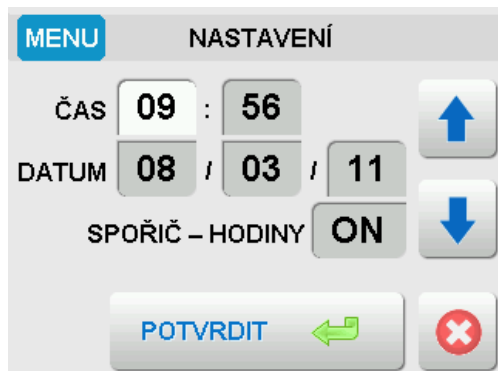 MENU NASTAVENÍ
ČAS 09 : 56
DATUM 08 / 03 / 11
SPOŘIČ – HODINY ON
POTVRDIT